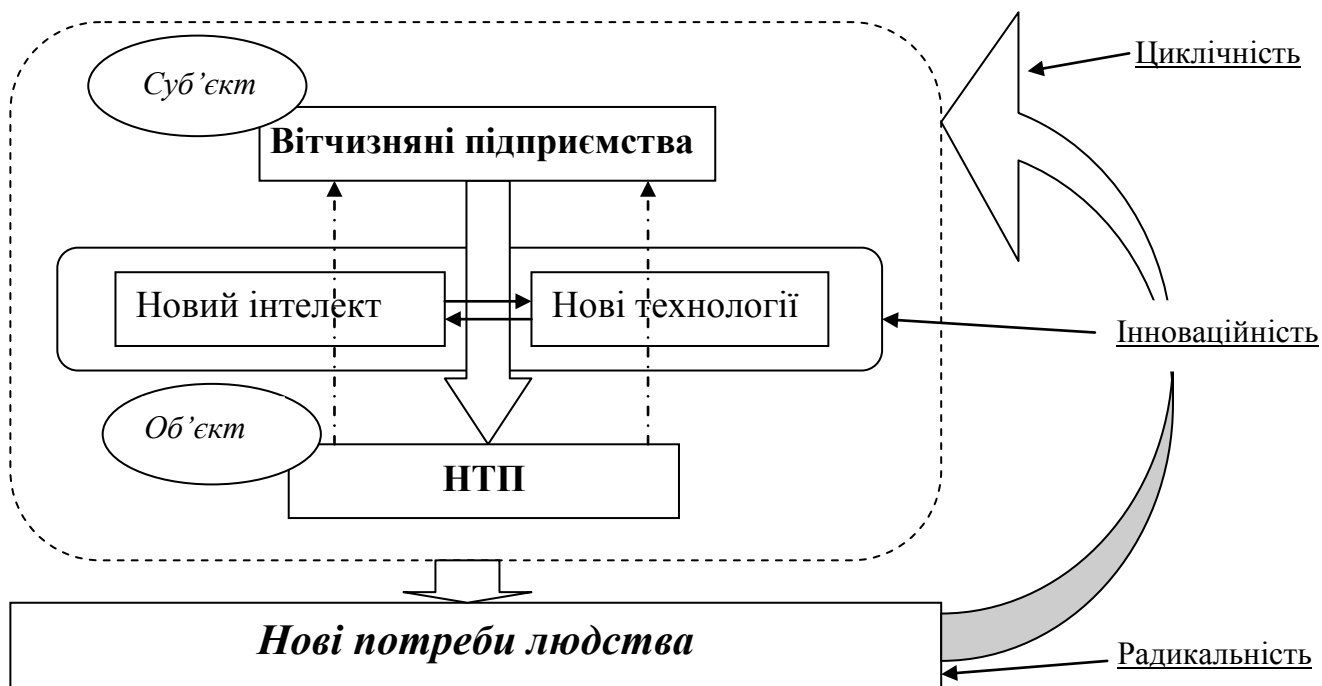 Циклічність
Суб’єкт
Вітчизняні підприємства
Новий інтелект
Нові технології
Інноваційність
Об’єкт
НТП
Нові потреби людства
Радикальність